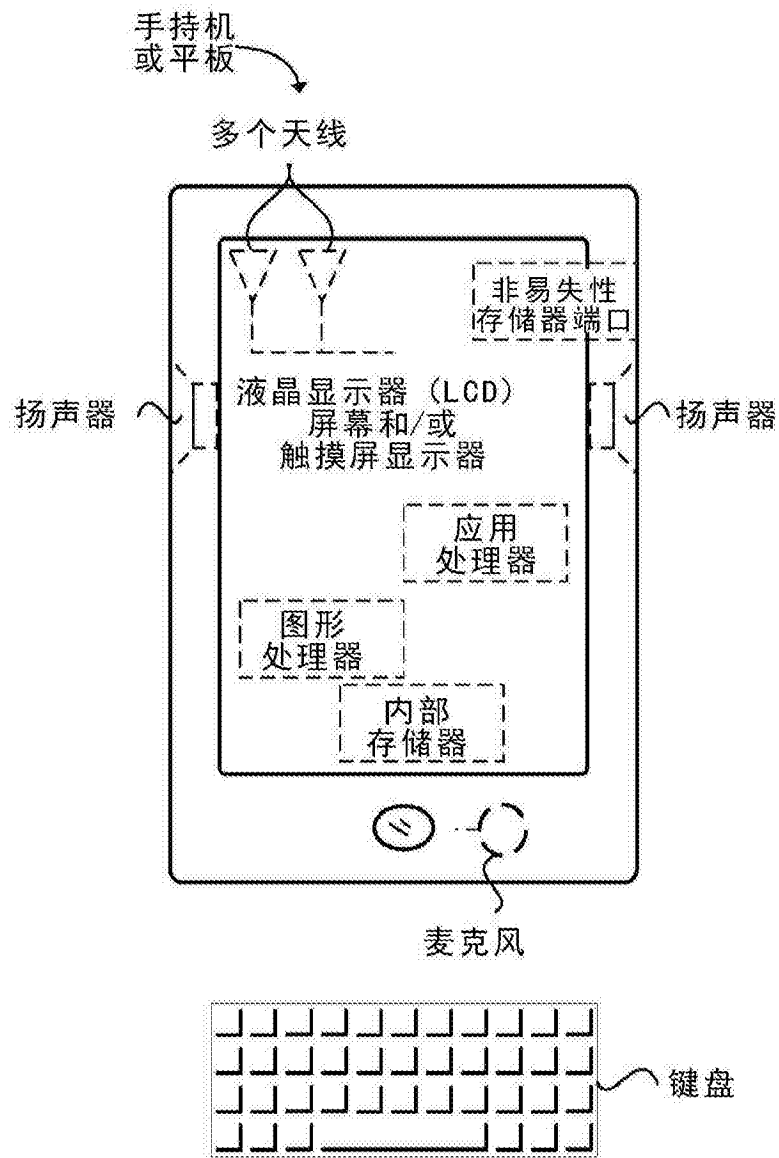 手持机
或平板
多个天线
非易失性
存储器端口
扬声器
液晶显示器（LCD）
屏幕和/或
触摸屏显示器
扬声器
应用
处理器
图形
处理器
内部
存储器
麦克风
键盘